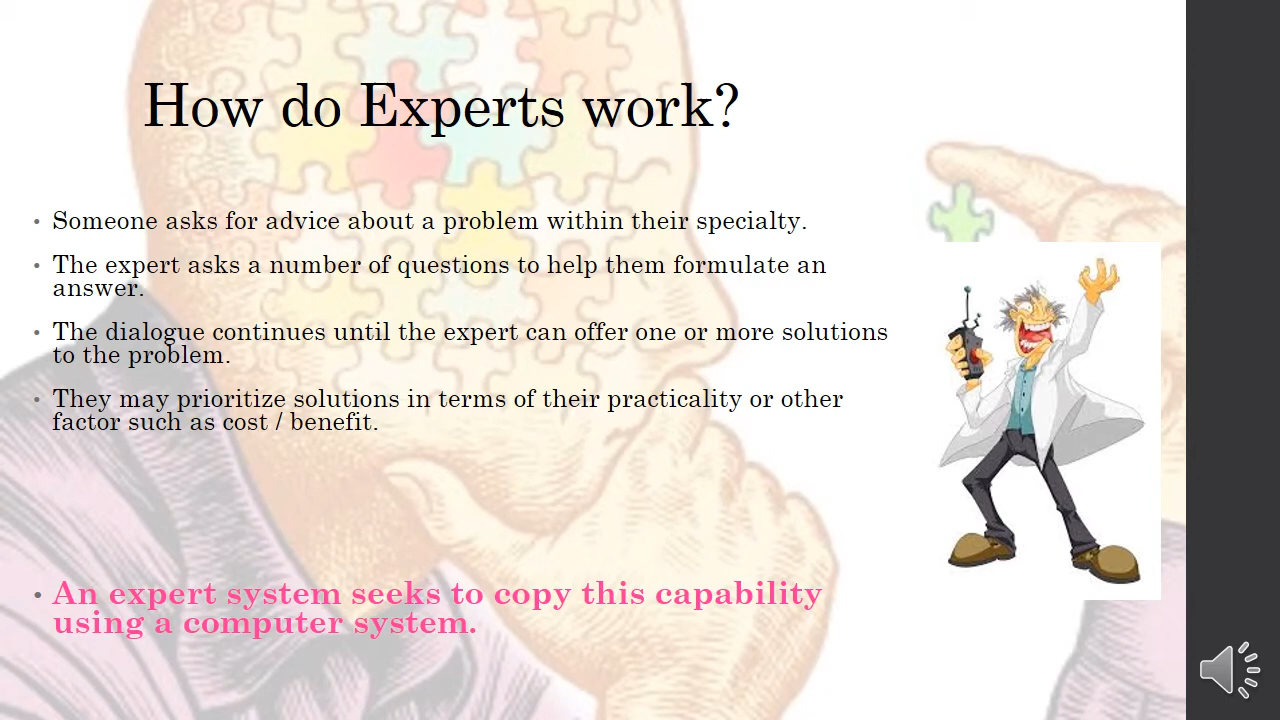 How do Experts work?
• Someone asks for advice about a problem within their specialty.
• The expert asks a number of questions to help them formulate an
answer.
• The dialogue continues until the expert can offer one or more solutions
to the problem.
• They may prioritize solutions in terms of their practicality or other
factor such as cost / benefit.
• An expert system seeks to copy this capability
using a computer system.